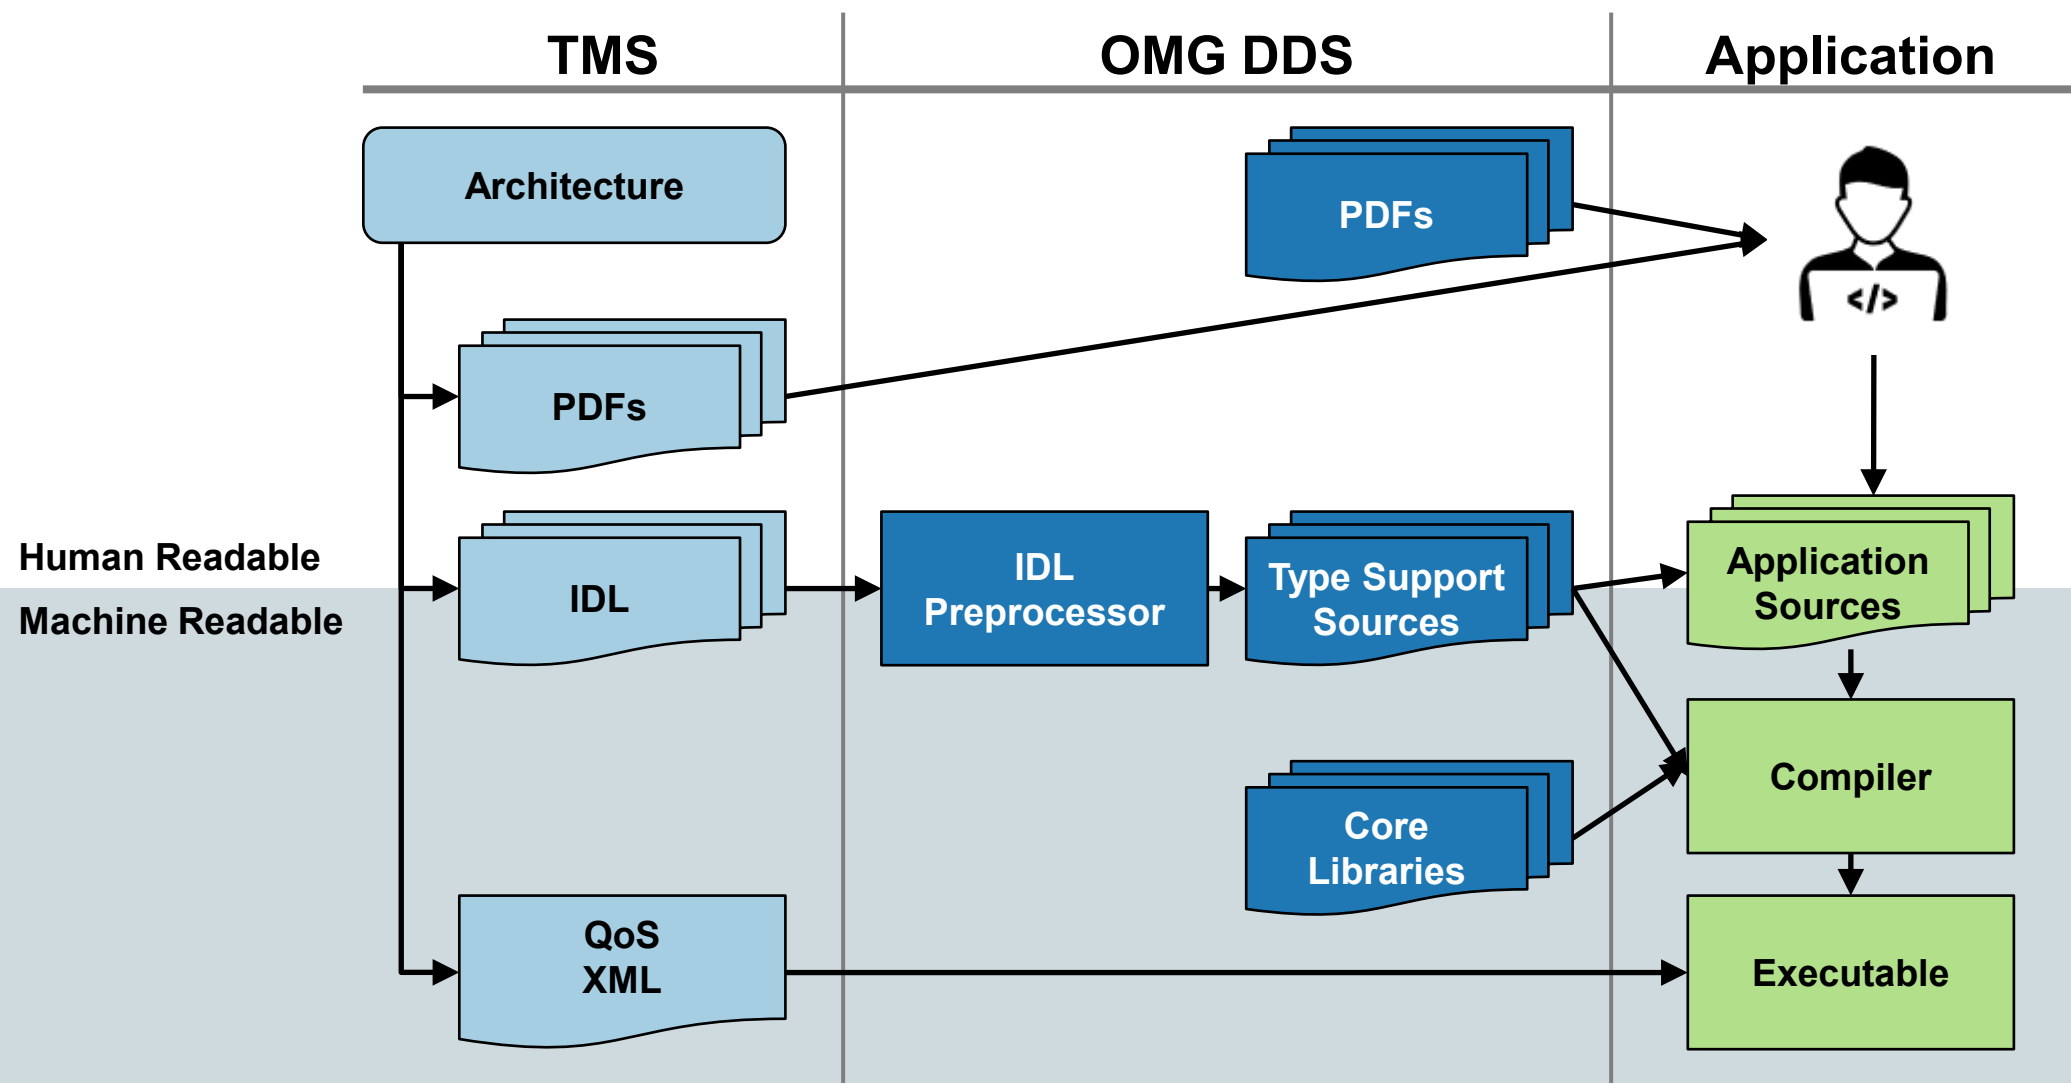 TMS
OMG DDS
Application
Architecture
PDFs
PDFs
</>
Human Readable
Machine Readable
IDL
IDL
Preprocessor
Type Support
Sources
Application
Sources
Core
Libraries
Compiler
QoS
XML
Executable